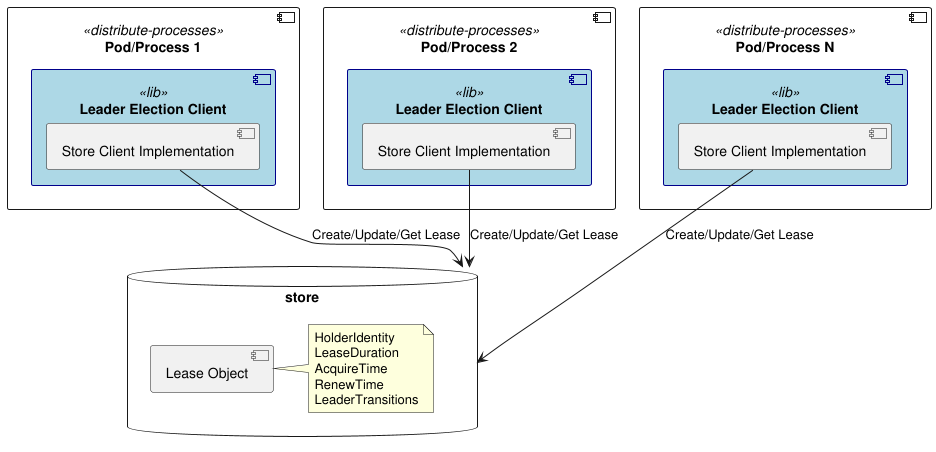 «distribute-processes»
Pod/Process 1
«lib»
Leader Election Client
Store Client Implementation
«distribute-processes»
Pod/Process 2
«lib»
Leader Election Client
Store Client Implementation
«distribute-processes»
Pod/Process N
«lib»
Leader Election Client
Store Client Implementation
Create/Update/Get Lease
Create/Update/Get Lease
Create/Update/Get Lease
store
Lease Object
HolderIdentity
LeaseDuration
AcquireTime
RenewTime
LeaderTransitions